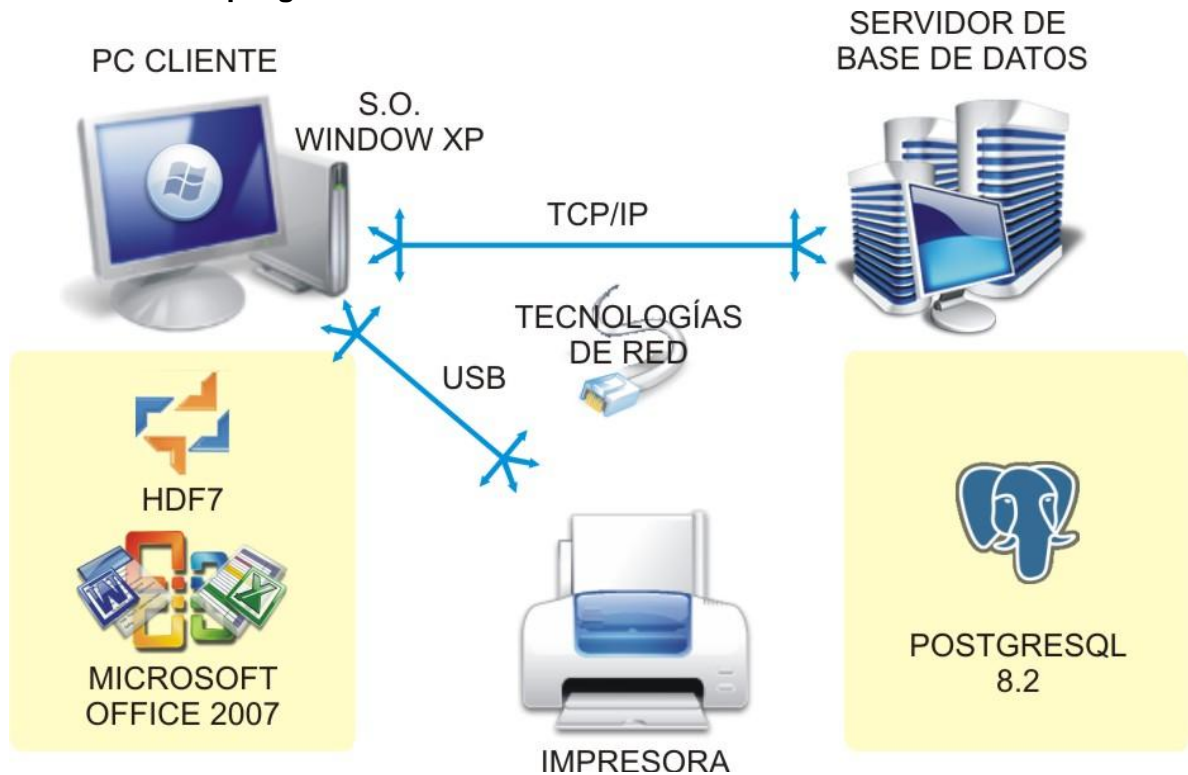 PC CLIENTE
S.O.
WINDOW XP
SERVIDOR DE
BASE DE DATOS
TCP/IP
TECNOLOGÍAS
DE RED
USB
HDF7
W
X
MICROSOFT
OFFICE 2007
IMPRESORA
POSTGRESQL
8.2